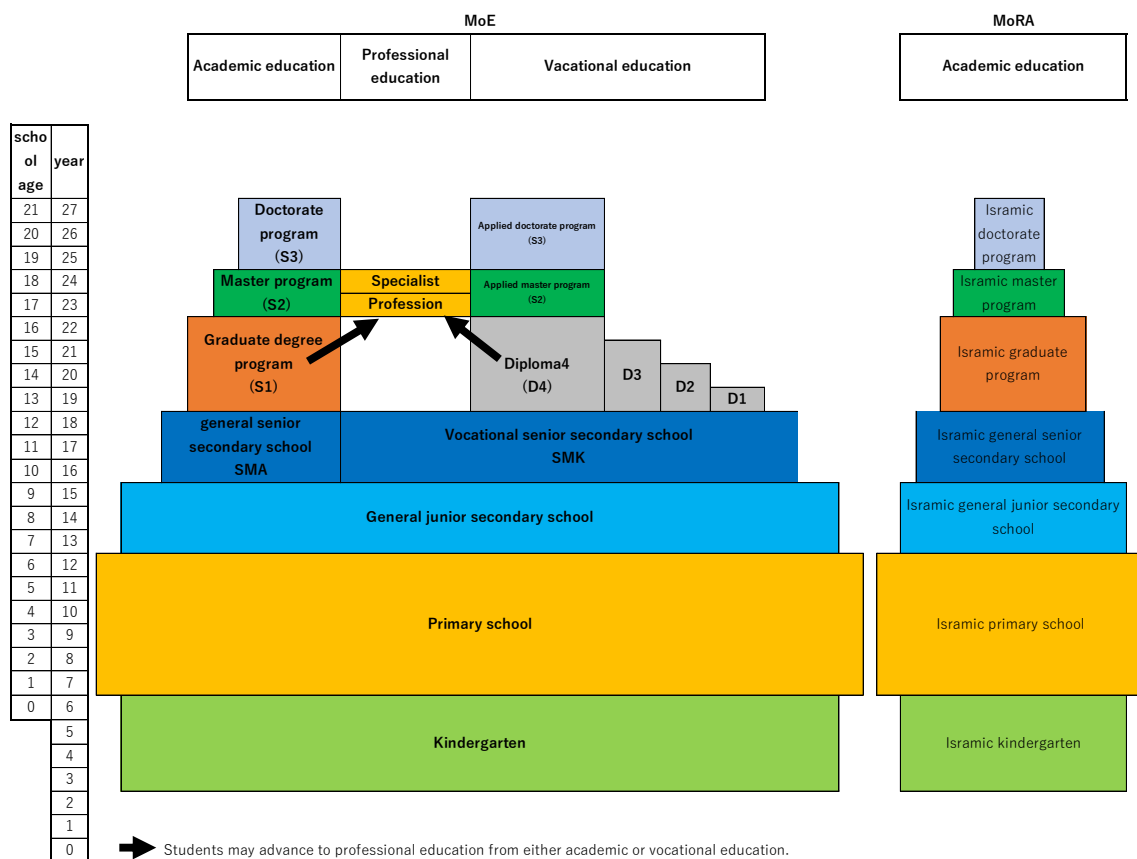 MoE
MoRA
Academic education
Professional
education
Vacational education
Academic education
scho
ol
age
year
21 27
20 26
19 25
18 24
17 23
16 22
15 21
14 20
13 19
12 18
11 17
10 16
9 15
8 14
7 13
6 12
5 11
4 10
3 9
2 8
1 7
0 6
5
4
3
2
1
0
Doctorate
program
(S3)
Applied doctorate program
(S3)
Isramic
doctorate
program
Master program
(S2)
Specialist
Profession
Applied master program
(S2)
Isramic master
program
Graduate degree
program
(S1)
Diploma4
(D4)
D3
D2
D1
Isramic graduate
program
general senior
secondary school
SMA
Vocational senior secondary school
SMK
Isramic general senior
secondary school
General junior secondary school
Isramic general junior secondary
school
Primary school
Isramic primary school
Kindergarten
Isramic kindergarten
Students may advance to professional education from either academic or vocational education.